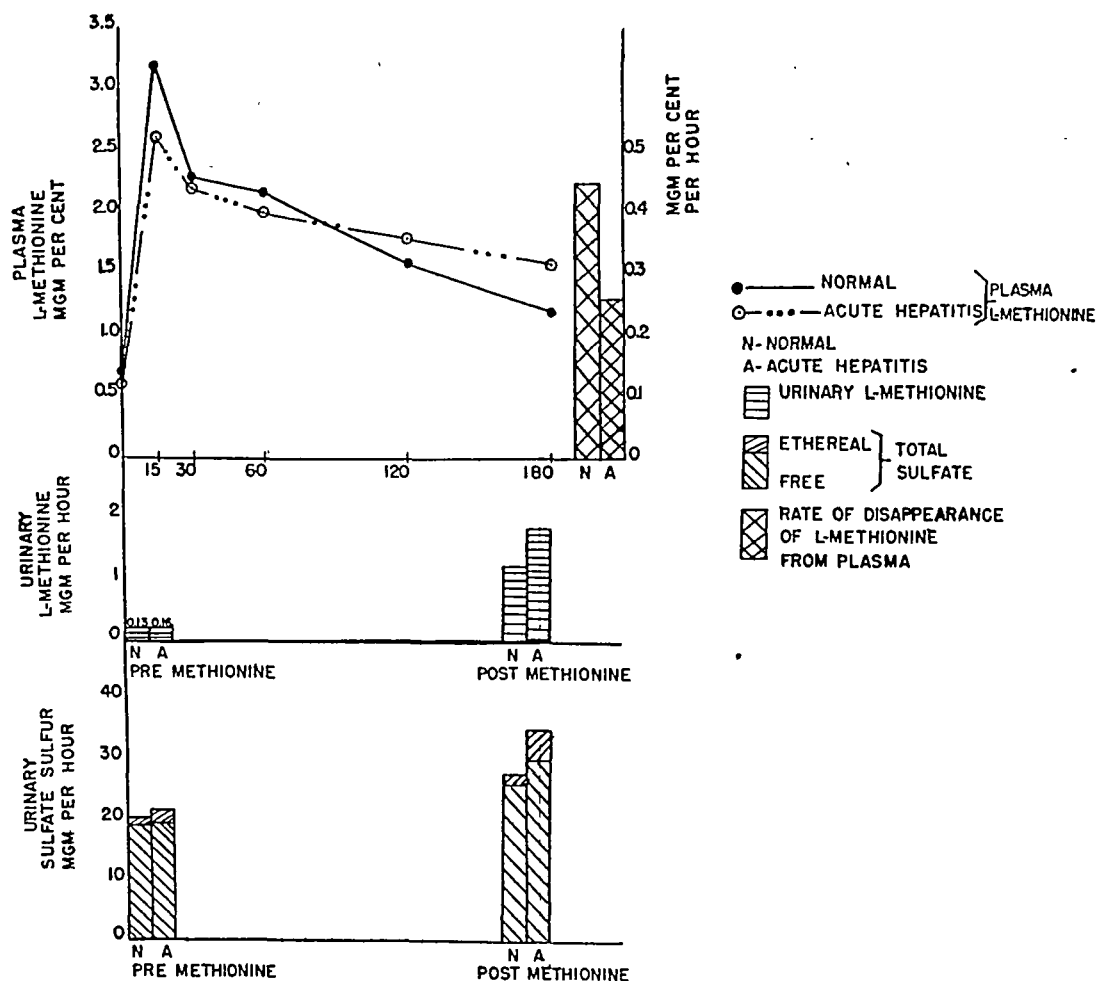 3.5
3.0
2.5
2.0
1.5
1.0
0.5
0
PLASMA
L-METHIONINE
MGM PER CENT
15 30 60 120 180
N A
0.5
0.4
0.3
0.2
0.1
0
MGM PER CENT
PER HOUR
NORMAL
ACUTE HEPATITIS
PLASMA
L-METHIONINE
N-NORMAL
A-ACUTE HEPATITIS
URINARY L-METHIONINE
ETHEREAL
FREE
TOTAL
SULFATE
RATE OF DISAPPEARANCE
OF L-METHIONINE
FROM PLASMA
2
1
0
URINARY
L-METHIONINE
MGM PER HOUR
0.13
N A
PRE METHIONINE
N A
POST METHIONINE
40
30
20
10
0
URINARY
SULFATE SULFUR
MGM PER HOUR
N A
PRE METHIONINE
N A
POST METHIONINE